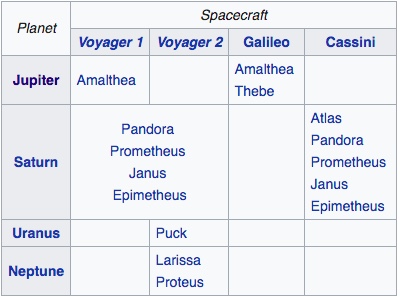 Planet
Spacecraft
Voyager 1
Voyager 2
Galileo
Cassini
Jupiter
Amalthea
Amalthea
Thebe
Saturn
Pandora
Prometheus
Janus
Epimetheus
Atlas
Pandora
Prometheus
Janus
Epimetheus
Uranus
Puck
Neptune
Larissa
Proteus